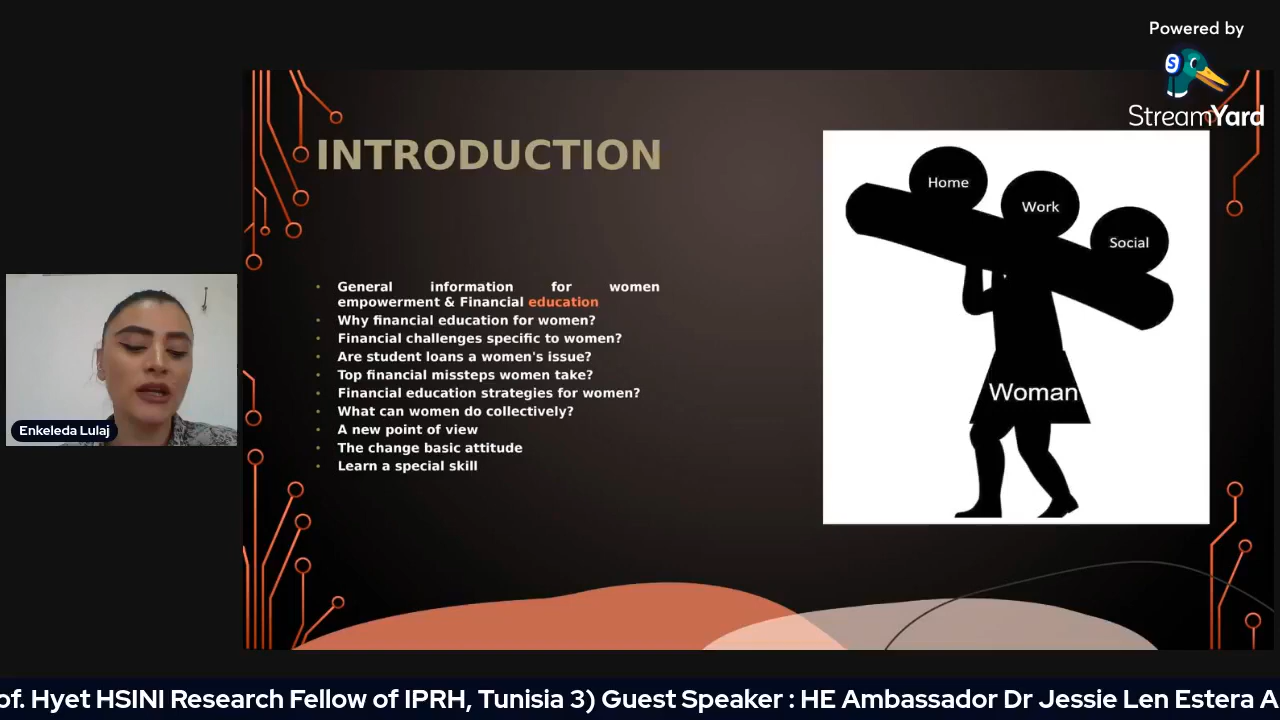 Powered by
StreamYard
INTRODUCTION
General information for women
empowerment & Financial education
Why financial education for women?
Financial challenges specific to women?
Are student loans a women's issue?
Top financial missteps women take?
Financial education strategies for women?
What can women do collectively?
A new point of view
The change basic attitude
Learn a special skill
Home
Work
Social
Woman
Enkeleda Lulaj
of. Hyet HSINI Research Fellow of IPRH, Tunisia 3) Guest Speaker : HE Ambassador Dr Jessie Len Estera A